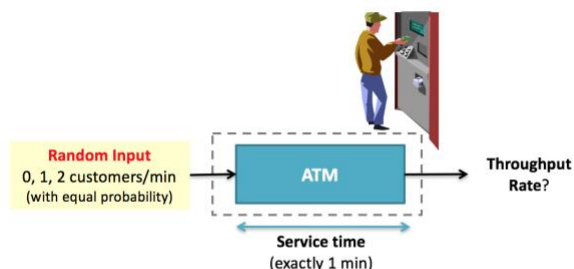 Random Input
0, 1, 2 customers/min
(with equal probability)
ATM
Throughput
Rate?
Service time
(exactly 1 min)